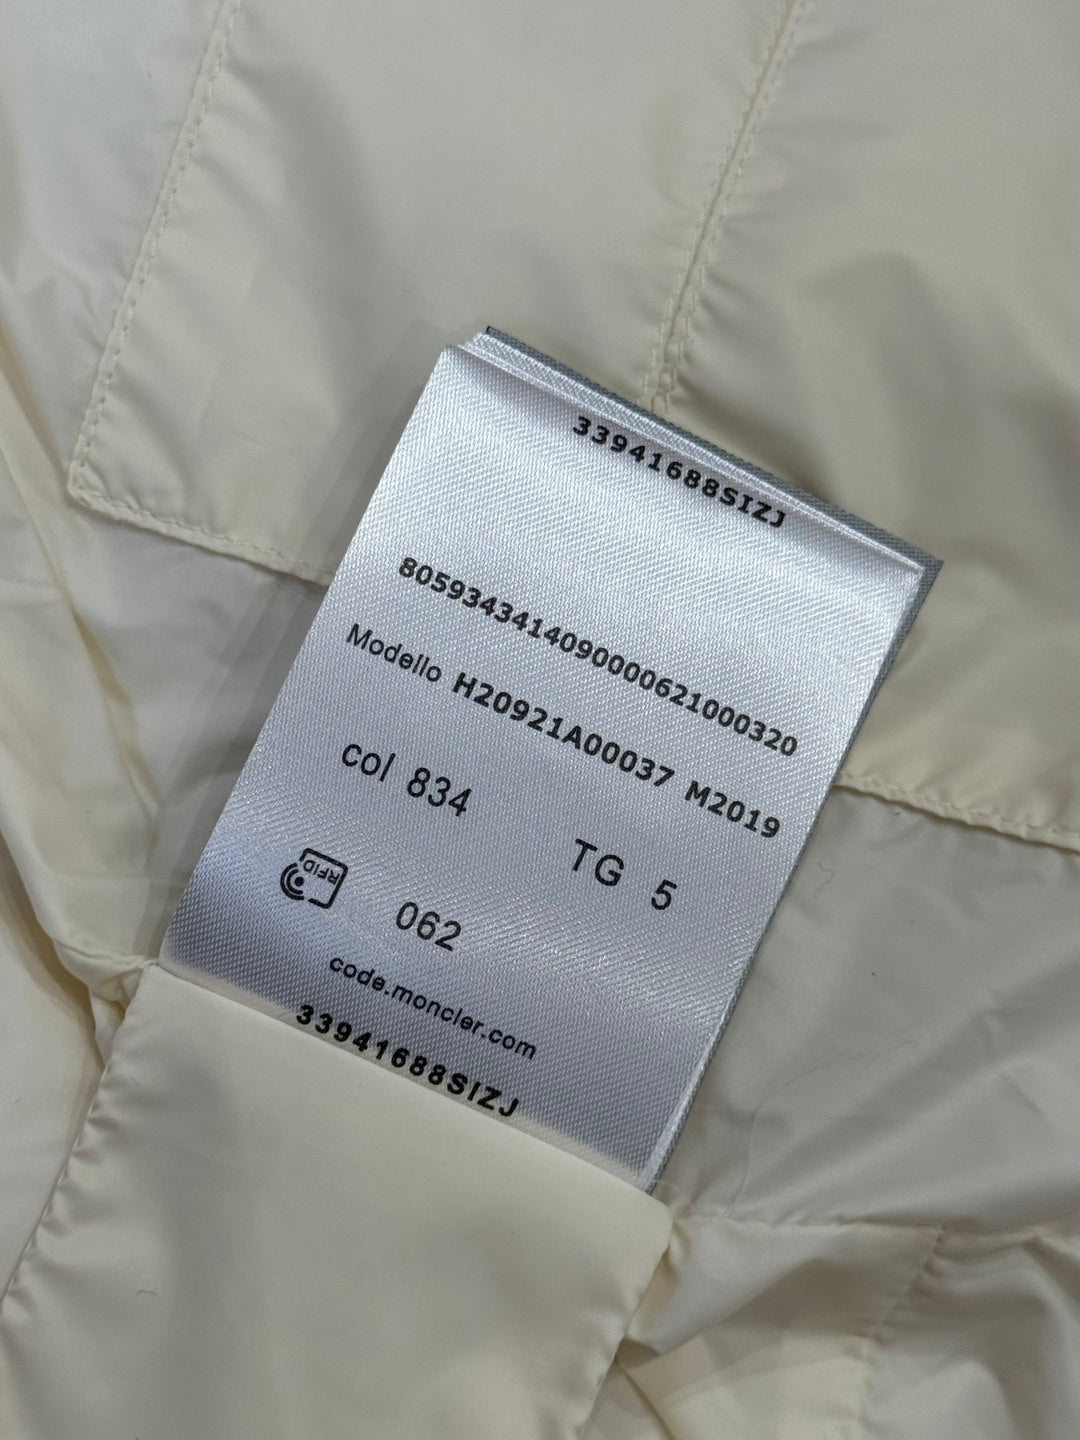 33941688SIZJ
8059343414090000621000320
Modello H20921A00037 M2019
col 834
TG 5
RFID
062
code.moncler.com
33941688SIZJ